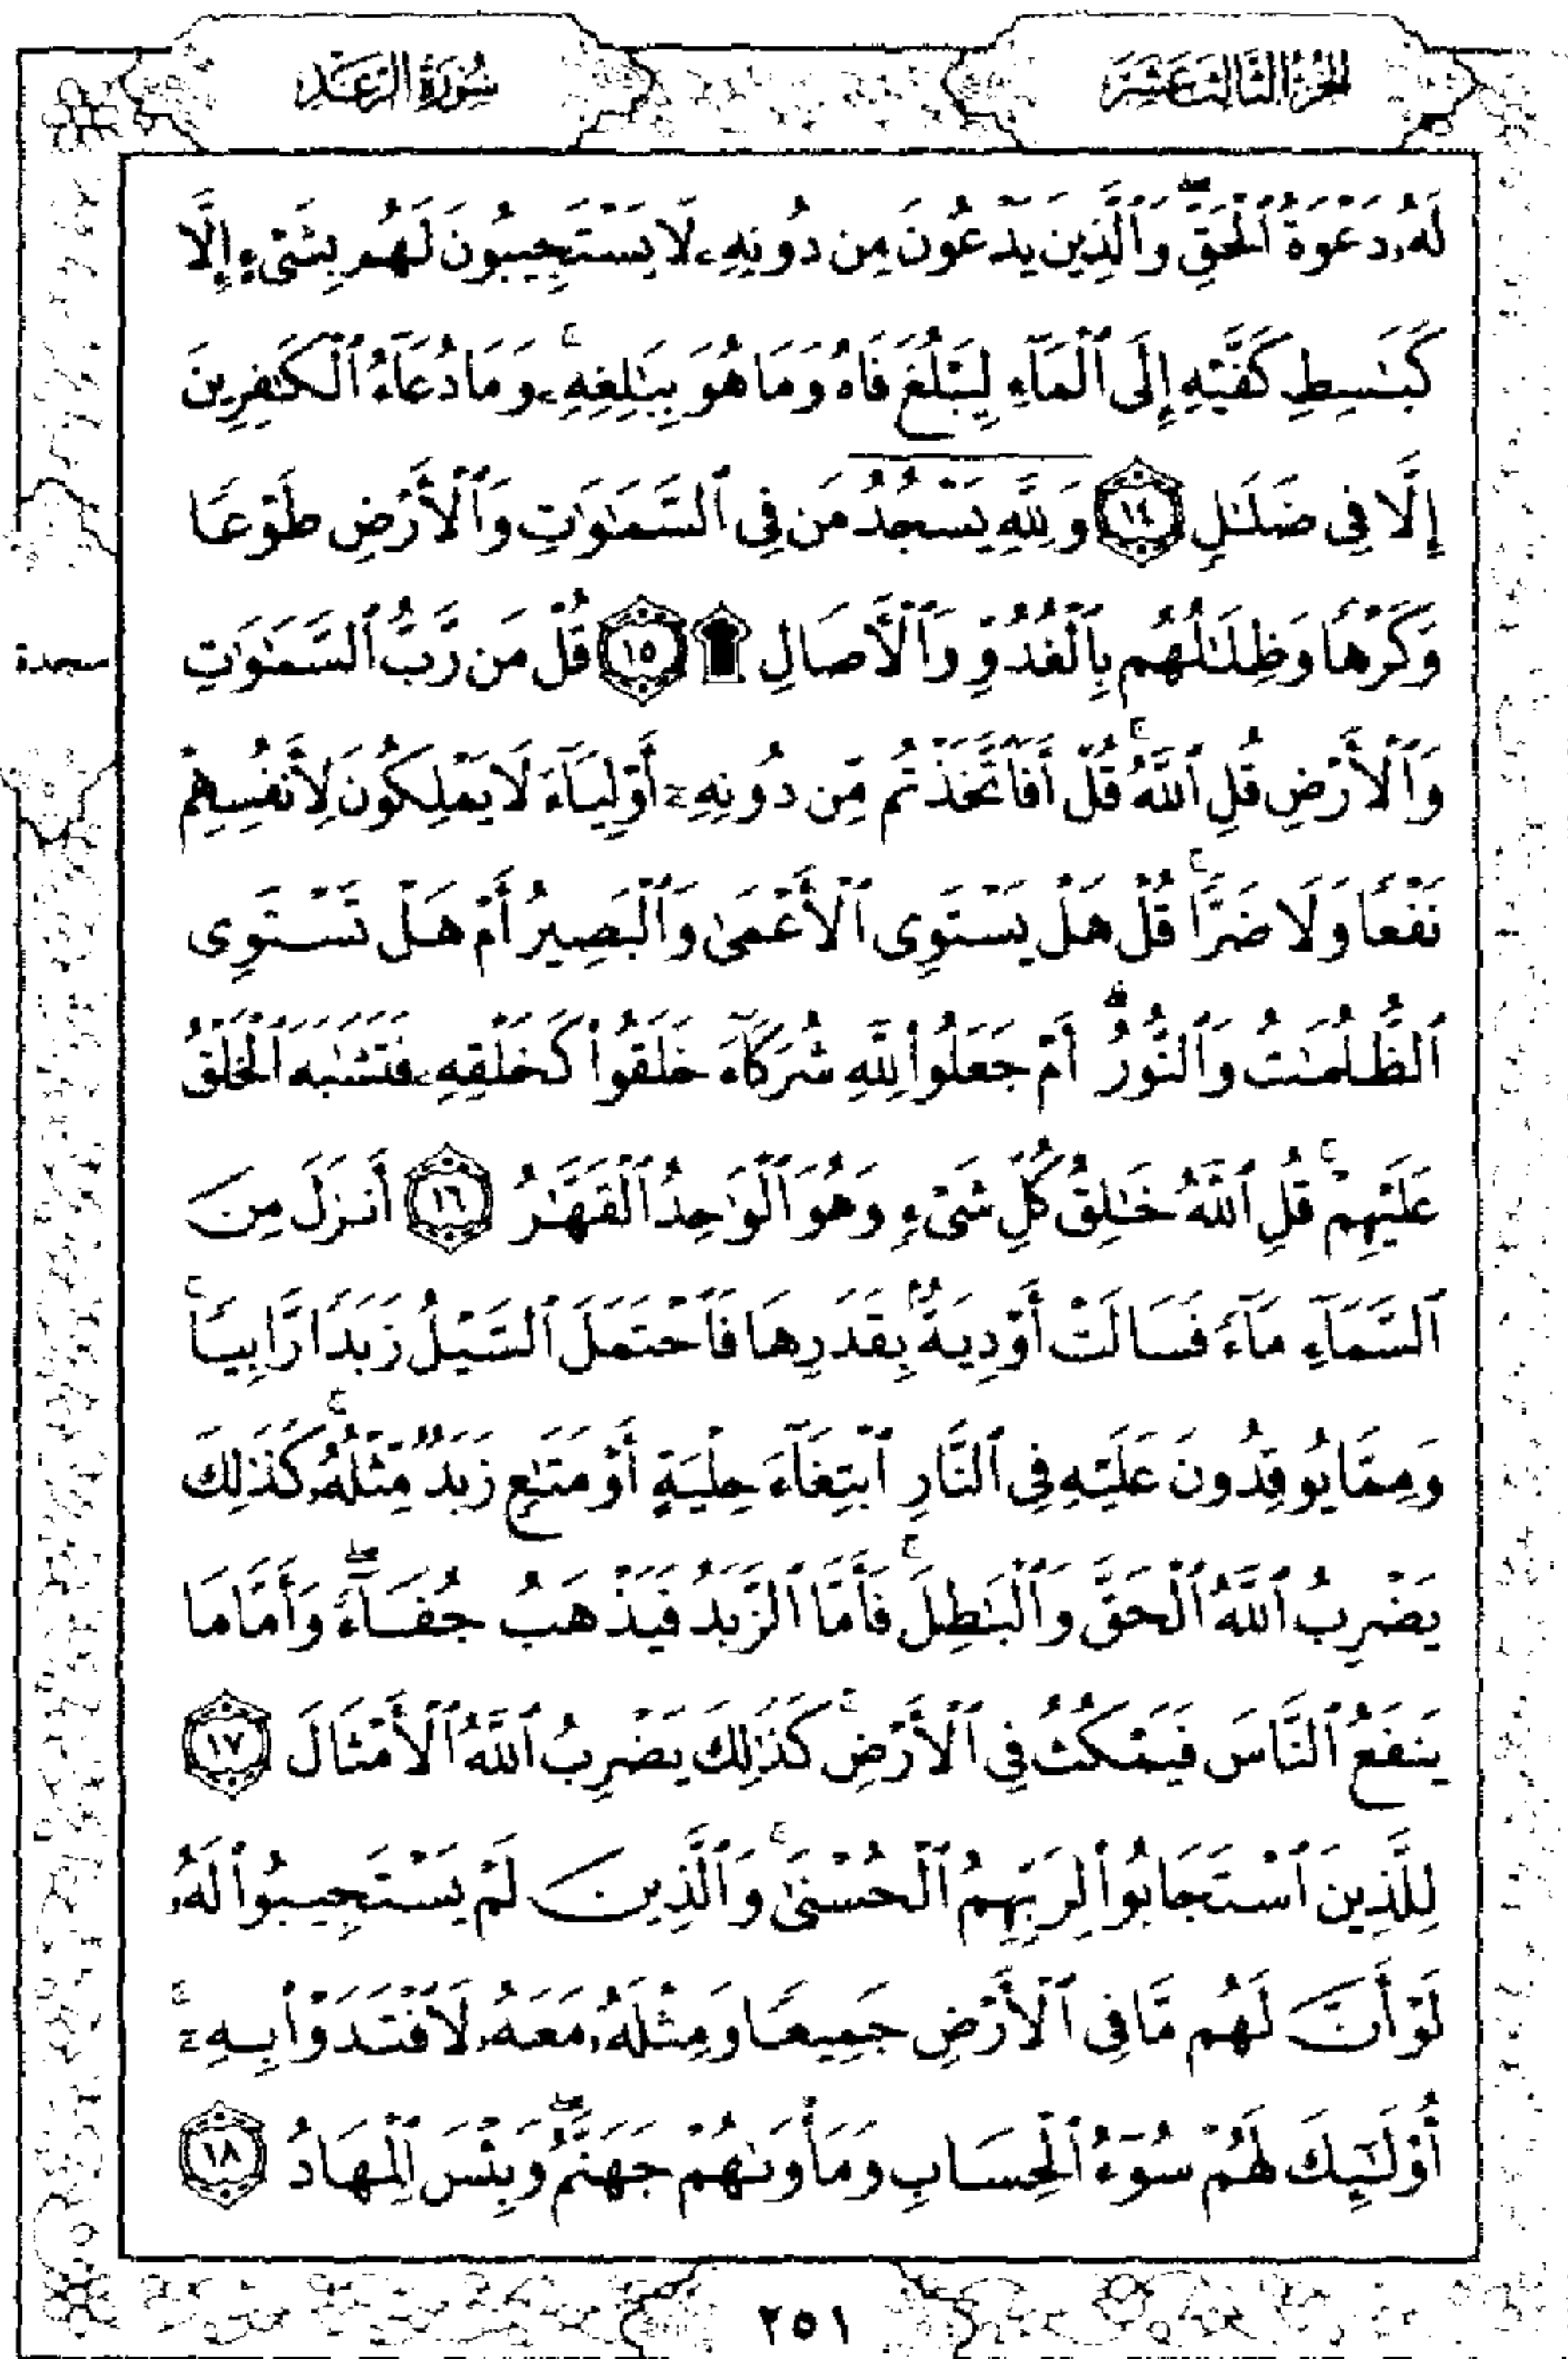 الجزء الثالث عشر
سورة الرعد
لَهُۥ دَعْوَةُ ٱلْحَقِّ ۖ وَٱلَّذِينَ يَدْعُونَ مِن دُونِهِۦ لَا يَسْتَجِيبُونَ لَهُم بِشَىْءٍ إِلَّا
كَبَـٰسِطِ كَفَّيْهِ إِلَى ٱلْمَآءِ لِيَبْلُغَ فَاهُ وَمَا هُوَ بِبَـٰلِغِهِۦ ۚ وَمَا دُعَآءُ ٱلْكَـٰفِرِينَ
إِلَّا فِى ضَلَـٰلٍ ١٤ وَلِلَّهِ يَسْجُدُ مَن فِى ٱلسَّمَـٰوَٰتِ وَٱلْأَرْضِ طَوْعًا
وَكَرْهًا وَظِلَـٰلُهُم بِٱلْغُدُوِّ وَٱلْـَٔاصَالِ ۩ ١٥ قُلْ مَن رَّبُّ ٱلسَّمَـٰوَٰتِ
سجدة
وَٱلْأَرْضِ قُلِ ٱللَّهُ ۚ قُلْ أَفَٱتَّخَذْتُم مِّن دُونِهِۦٓ أَوْلِيَآءَ لَا يَمْلِكُونَ لِأَنفُسِهِمْ
نَفْعًا وَلَا ضَرًّا ۚ قُلْ هَلْ يَسْتَوِى ٱلْأَعْمَىٰ وَٱلْبَصِيرُ أَمْ هَلْ تَسْتَوِى
ٱلظُّلُمَـٰتُ وَٱلنُّورُ ۗ أَمْ جَعَلُوا۟ لِلَّهِ شُرَكَآءَ خَلَقُوا۟ كَخَلْقِهِۦ فَتَشَـٰبَهَ ٱلْخَلْقُ
عَلَيْهِمْ ۚ قُلِ ٱللَّهُ خَـٰلِقُ كُلِّ شَىْءٍ وَهُوَ ٱلْوَٰحِدُ ٱلْقَهَّـٰرُ ١٦ أَنزَلَ مِنَ
ٱلسَّمَآءِ مَآءً فَسَالَتْ أَوْدِيَةٌۢ بِقَدَرِهَا فَٱحْتَمَلَ ٱلسَّيْلُ زَبَدًا رَّابِيًا ۚ
وَمِمَّا يُوقِدُونَ عَلَيْهِ فِى ٱلنَّارِ ٱبْتِغَآءَ حِلْيَةٍ أَوْ مَتَـٰعٍ زَبَدٌ مِّثْلُهُۥ ۚ كَذَٰلِكَ
يَضْرِبُ ٱللَّهُ ٱلْحَقَّ وَٱلْبَـٰطِلَ ۚ فَأَمَّا ٱلزَّبَدُ فَيَذْهَبُ جُفَآءً ۖ وَأَمَّا مَا
يَنفَعُ ٱلنَّاسَ فَيَمْكُثُ فِى ٱلْأَرْضِ ۚ كَذَٰلِكَ يَضْرِبُ ٱللَّهُ ٱلْأَمْثَالَ ١٧
لِلَّذِينَ ٱسْتَجَابُوا۟ لِرَبِّهِمُ ٱلْحُسْنَىٰ ۚ وَٱلَّذِينَ لَمْ يَسْتَجِيبُوا۟ لَهُۥ
لَوْ أَنَّ لَهُم مَّا فِى ٱلْأَرْضِ جَمِيعًا وَمِثْلَهُۥ مَعَهُۥ لَٱفْتَدَوْا۟ بِهِۦٓ ۚ
أُو۟لَـٰٓئِكَ لَهُمْ سُوٓءُ ٱلْحِسَابِ وَمَأْوَىٰهُمْ جَهَنَّمُ ۖ وَبِئْسَ ٱلْمِهَادُ ١٨
٢٥١